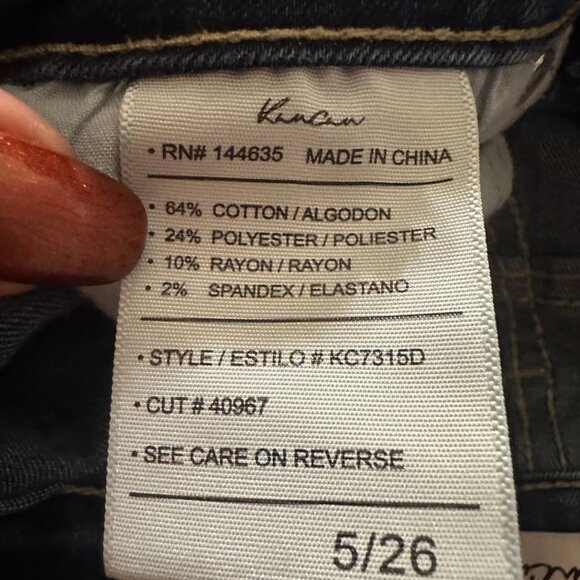 KanCan
• RN# 144635 MADE IN CHINA
• 64% COTTON / ALGODON
• 24% POLYESTER / POLIESTER
• 10% RAYON / RAYON
• 2% SPANDEX / ELASTANO
• STYLE / ESTILO # KC7315D
• CUT # 40967
• SEE CARE ON REVERSE
5/26